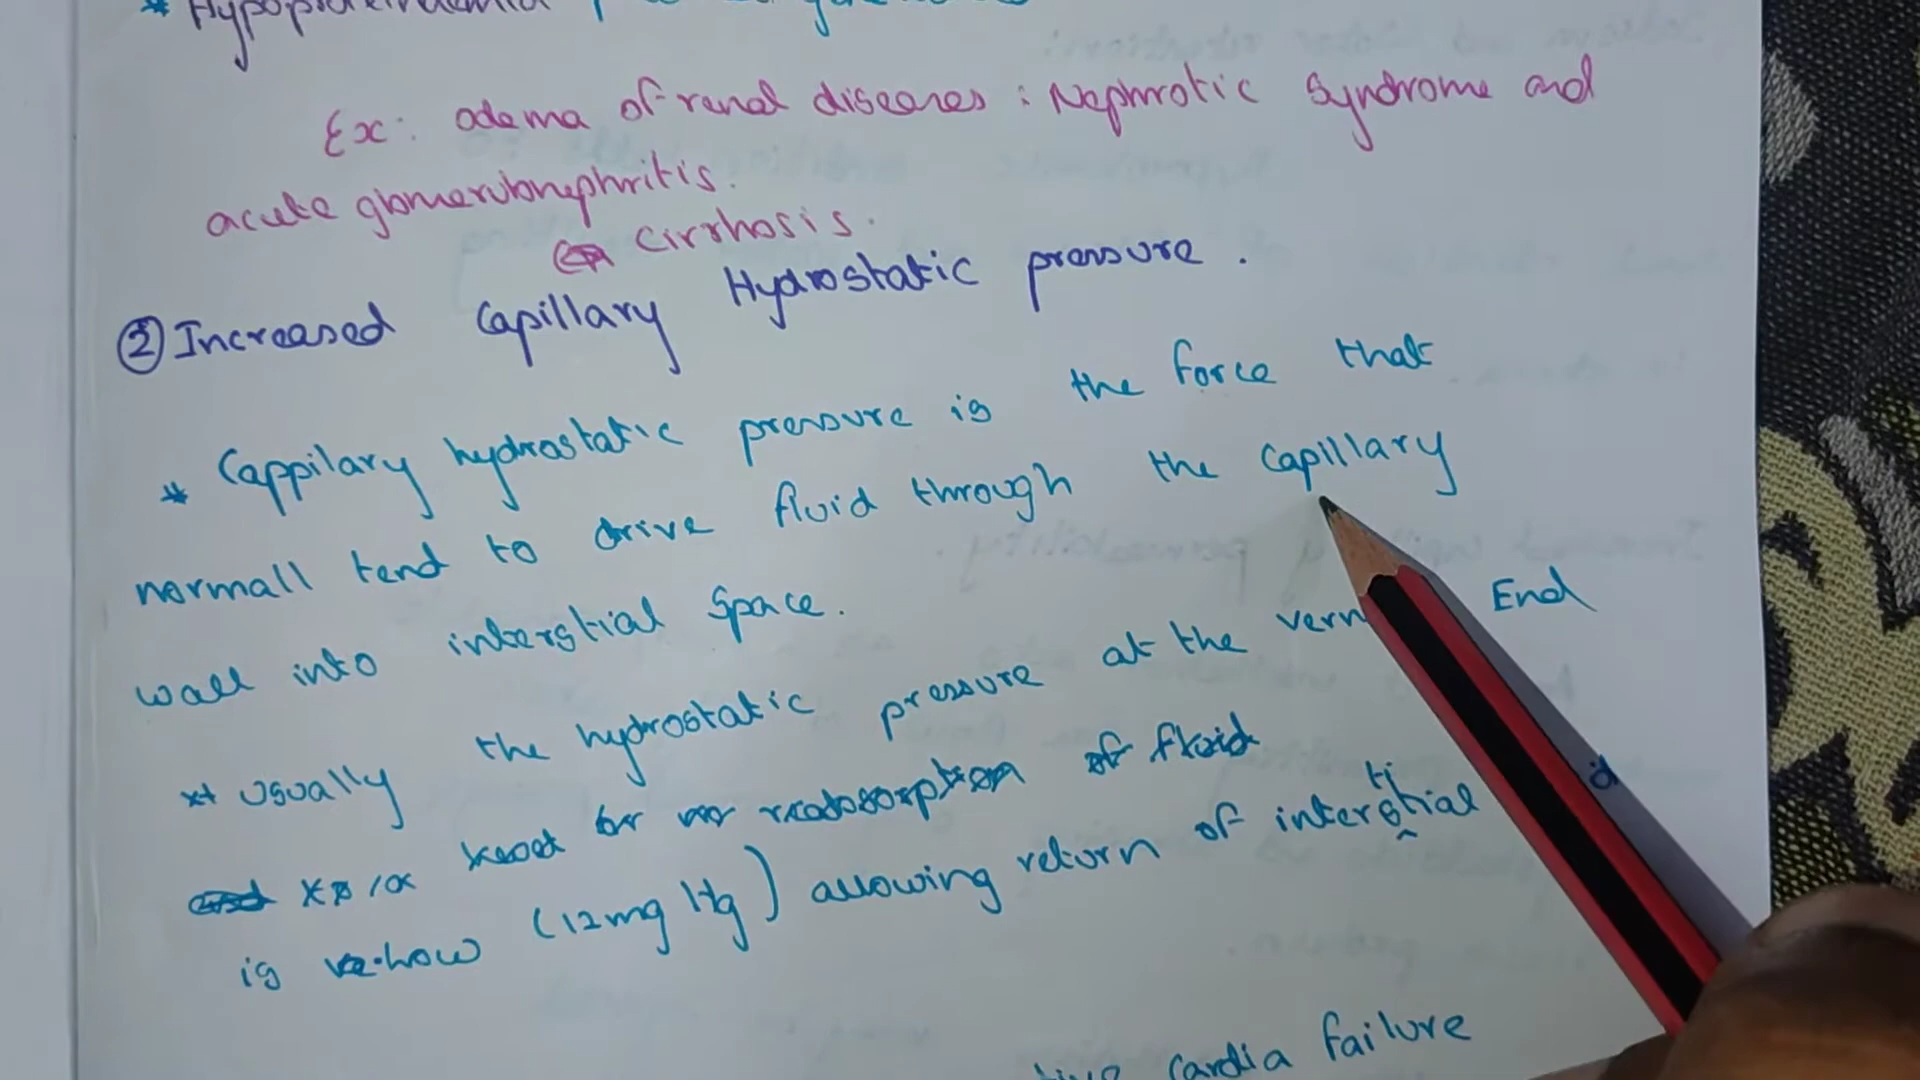 * Hypoproteinaemia
Ex: odema of renal diseases : Nephrotic Syndrome and
acute glomerulonephritis.
cirrhosis.
② Increased Capillary Hydrostatic pressure.
* Cappilary hydrostatic pressure is the force that
normall tend to drive fluid through the capillary
wall into interstial space.
** Usually the hydrostatic pressure at the End
of fluid
is low (12mg Hg) allowing return of interstitial
cardia failure